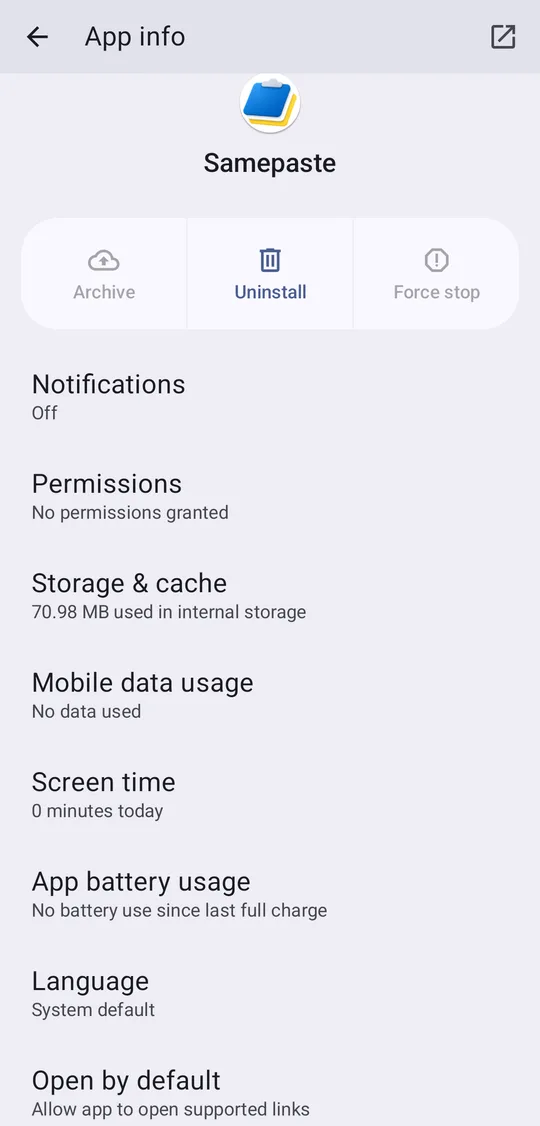 App info
Samepaste
Archive
Uninstall
Force stop
Notifications
Off
Permissions
No permissions granted
Storage & cache
70.98 MB used in internal storage
Mobile data usage
No data used
Screen time
0 minutes today
App battery usage
No battery use since last full charge
Language
System default
Open by default
Allow app to open supported links